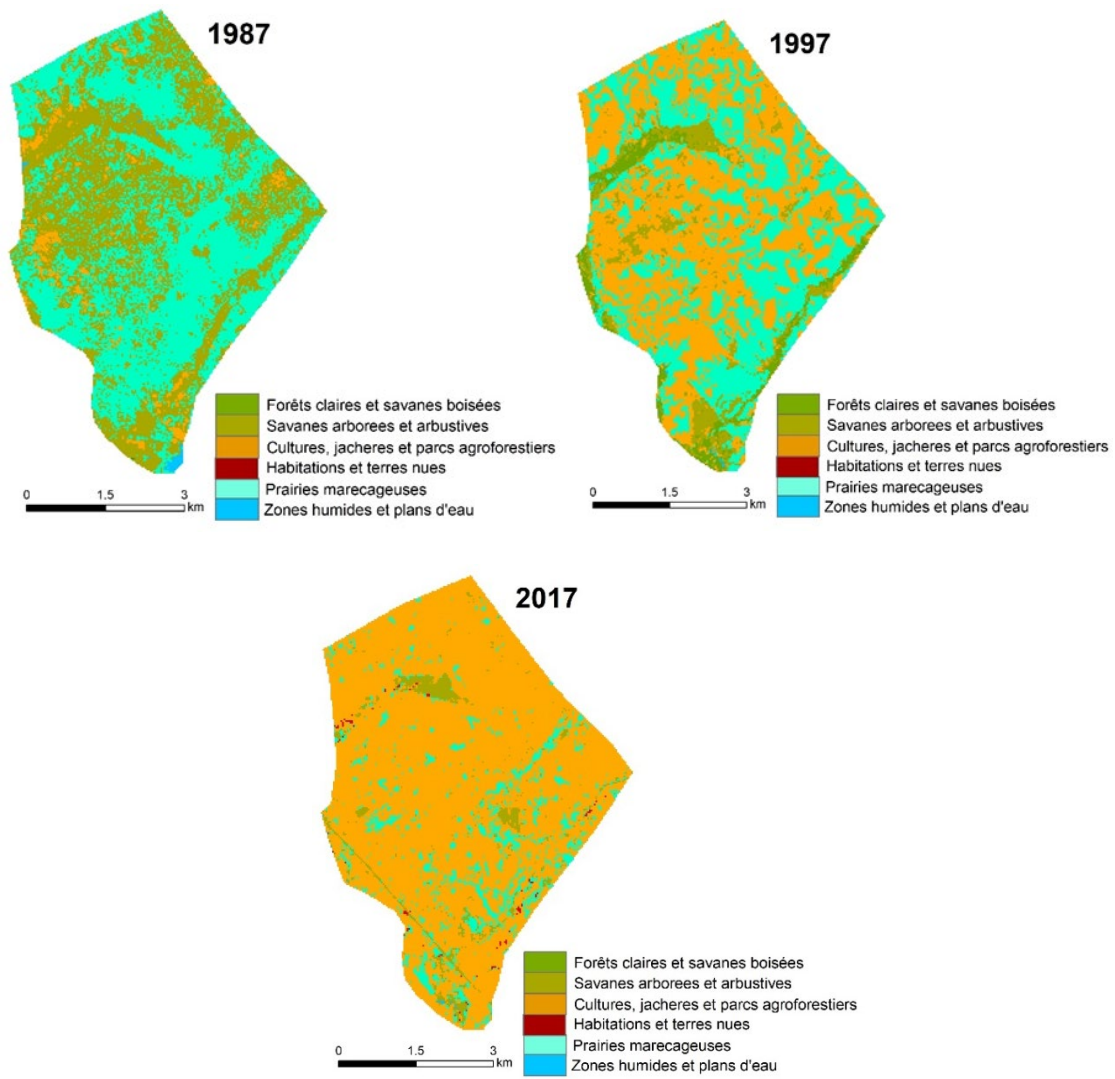 1987
Forêts claires et savanes boisées
Savanes arborees et arbustives
Cultures, jacheres et parcs agroforestiers
Habitations et terres nues
Prairies marecageuses
Zones humides et plans d'eau
0 1.5 3
km
1997
Forêts claires et savanes boisées
Savanes arborees et arbustives
Cultures, jacheres et parcs agroforestiers
Habitations et terres nues
Prairies marecageuses
Zones humides et plans d'eau
0 1.5 3
km
2017
Forêts claires et savanes boisées
Savanes arborees et arbustives
Cultures, jacheres et parcs agroforestiers
Habitations et terres nues
Prairies marecageuses
Zones humides et plans d'eau
0 1.5 3
km